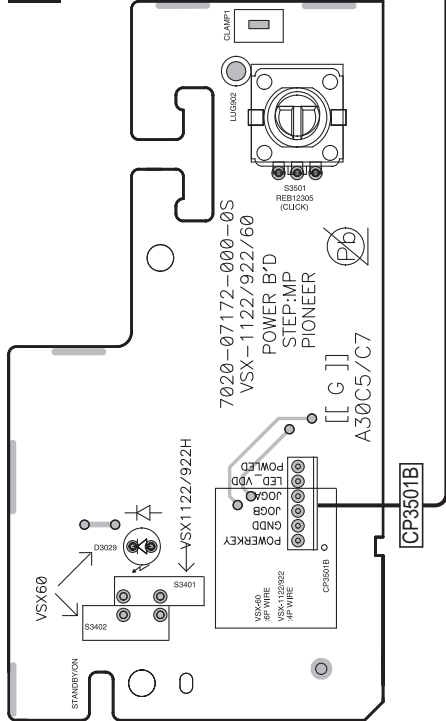 CLAMP1
LUG902
S3501
REB12305
(CLICK)
7020-07172-000-0S
VSX-1122/922/60
POWER B'D
STEP:MP
PIONEER
Pb
[[ G ]]
A30C5/C7
POWLED
LED_VDD
JOGA
JOGB
GNDD
POWERKEY
VSX1122/922H
VSX60
D3029
S3401
S3402
STANDBY/ON
VSX-60
:6P WIRE
VSX-1122/922
:4P WIRE
CP3501B
CP3501B